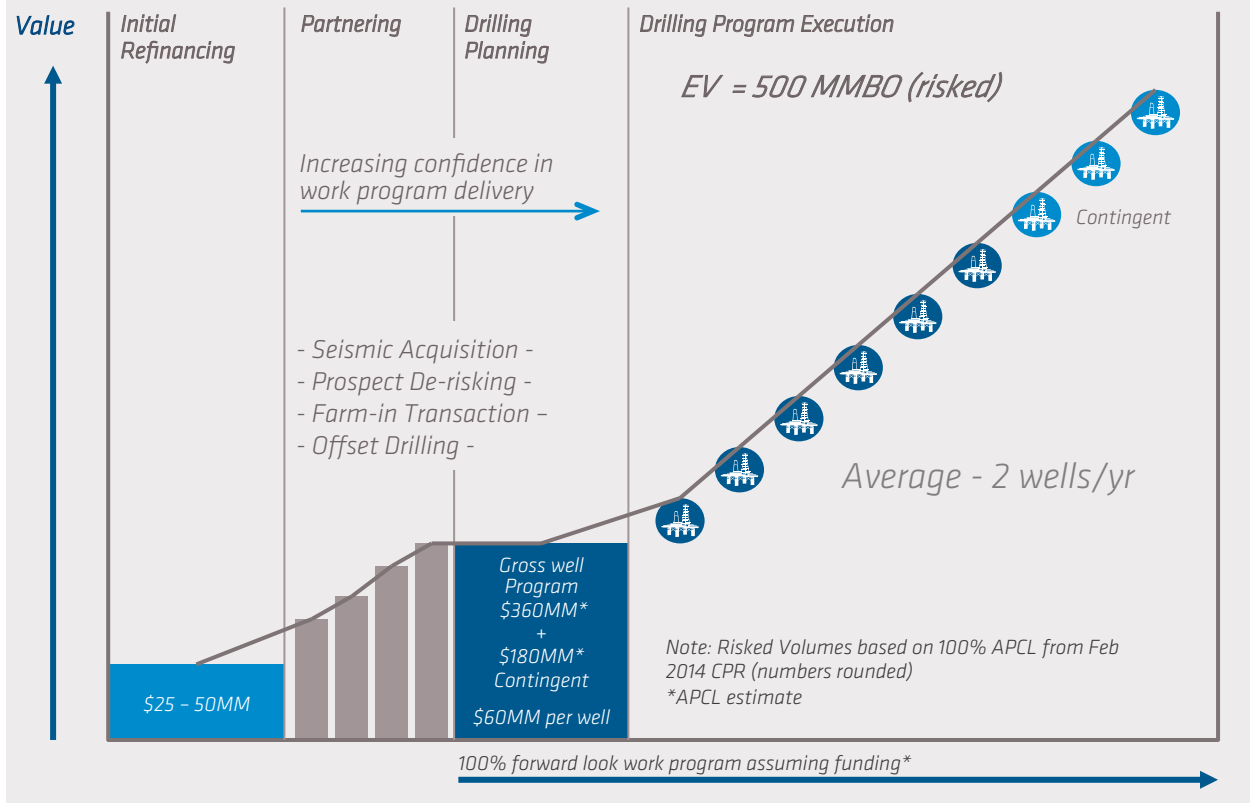 Value
Initial
Refinancing
Partnering
Drilling
Planning
Drilling Program Execution
EV = 500 MMBO (risked)
Increasing confidence in
work program delivery
Contingent
- Seismic Acquisition -
- Prospect De-risking -
- Farm-in Transaction –
- Offset Drilling -
Average - 2 wells/yr
$25 – 50MM
Gross well
Program
$360MM*
+
$180MM*
Contingent
$60MM per well
Note: Risked Volumes based on 100% APCL from Feb
2014 CPR (numbers rounded)
*APCL estimate
100% forward look work program assuming funding*